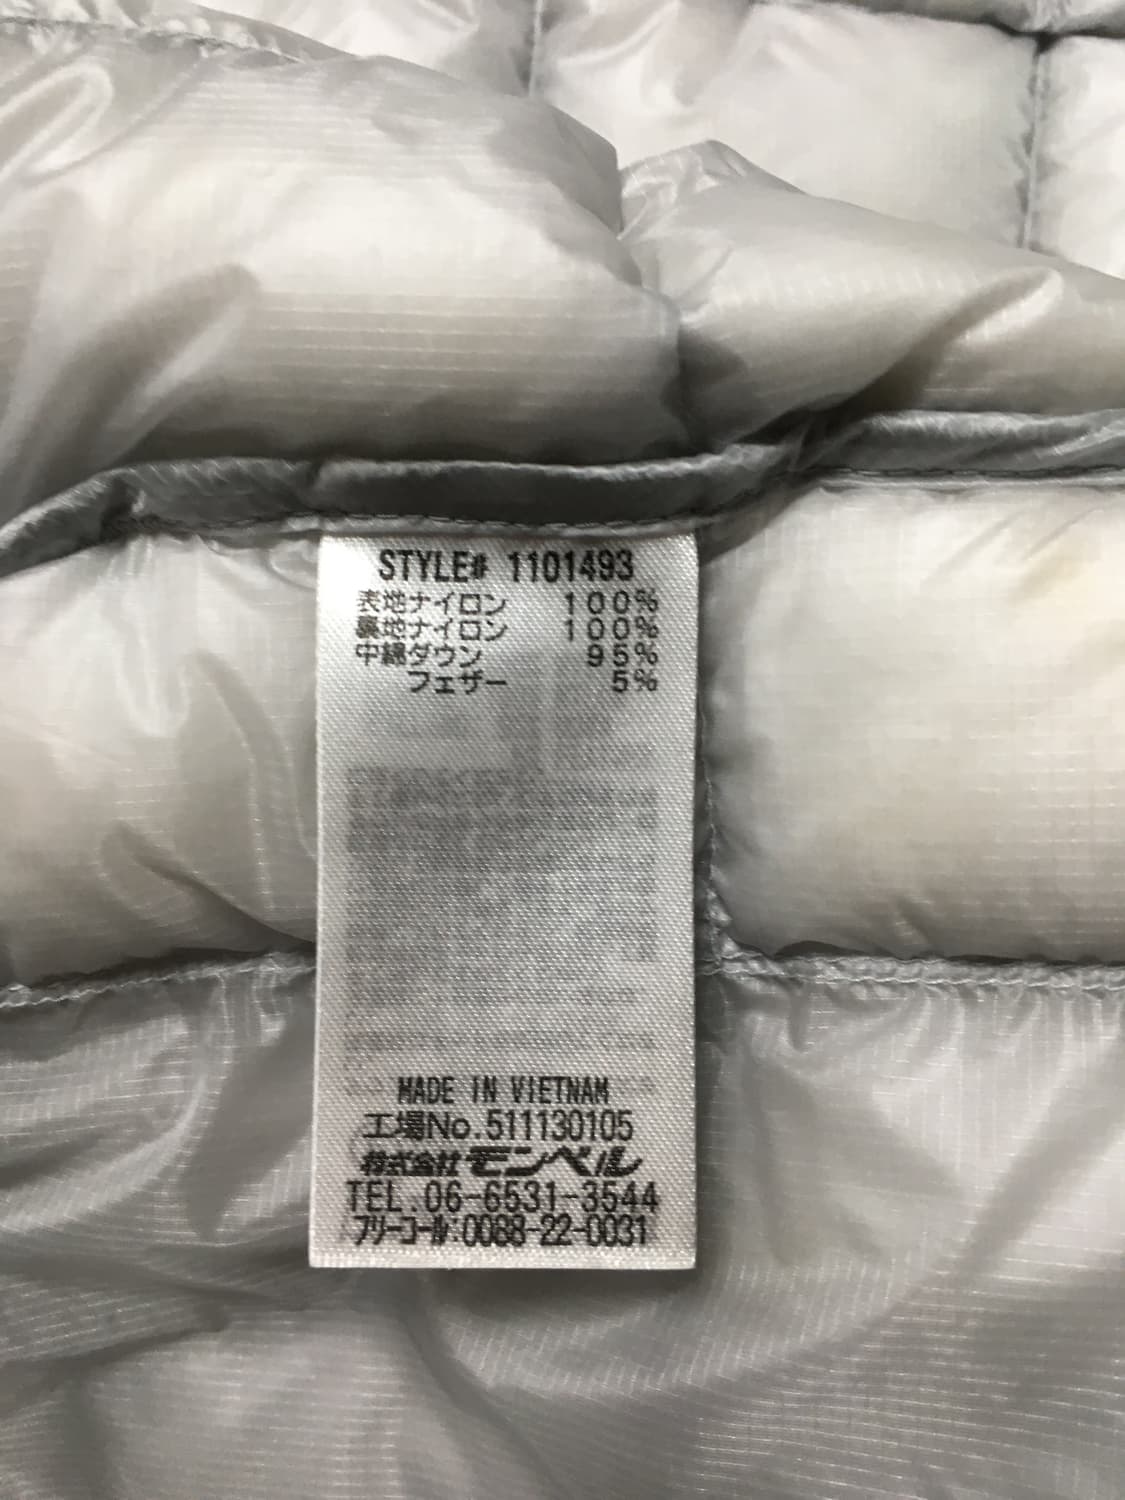 STYLE# 1101493
表地ナイロン 100%
裏地ナイロン 100%
中綿ダウン 95%
フェザー 5%
MADE IN VIETNAM
工場No.511130105
株式会社モンベル
TEL.06-6531-3544
フリーコール:0088-22-0031